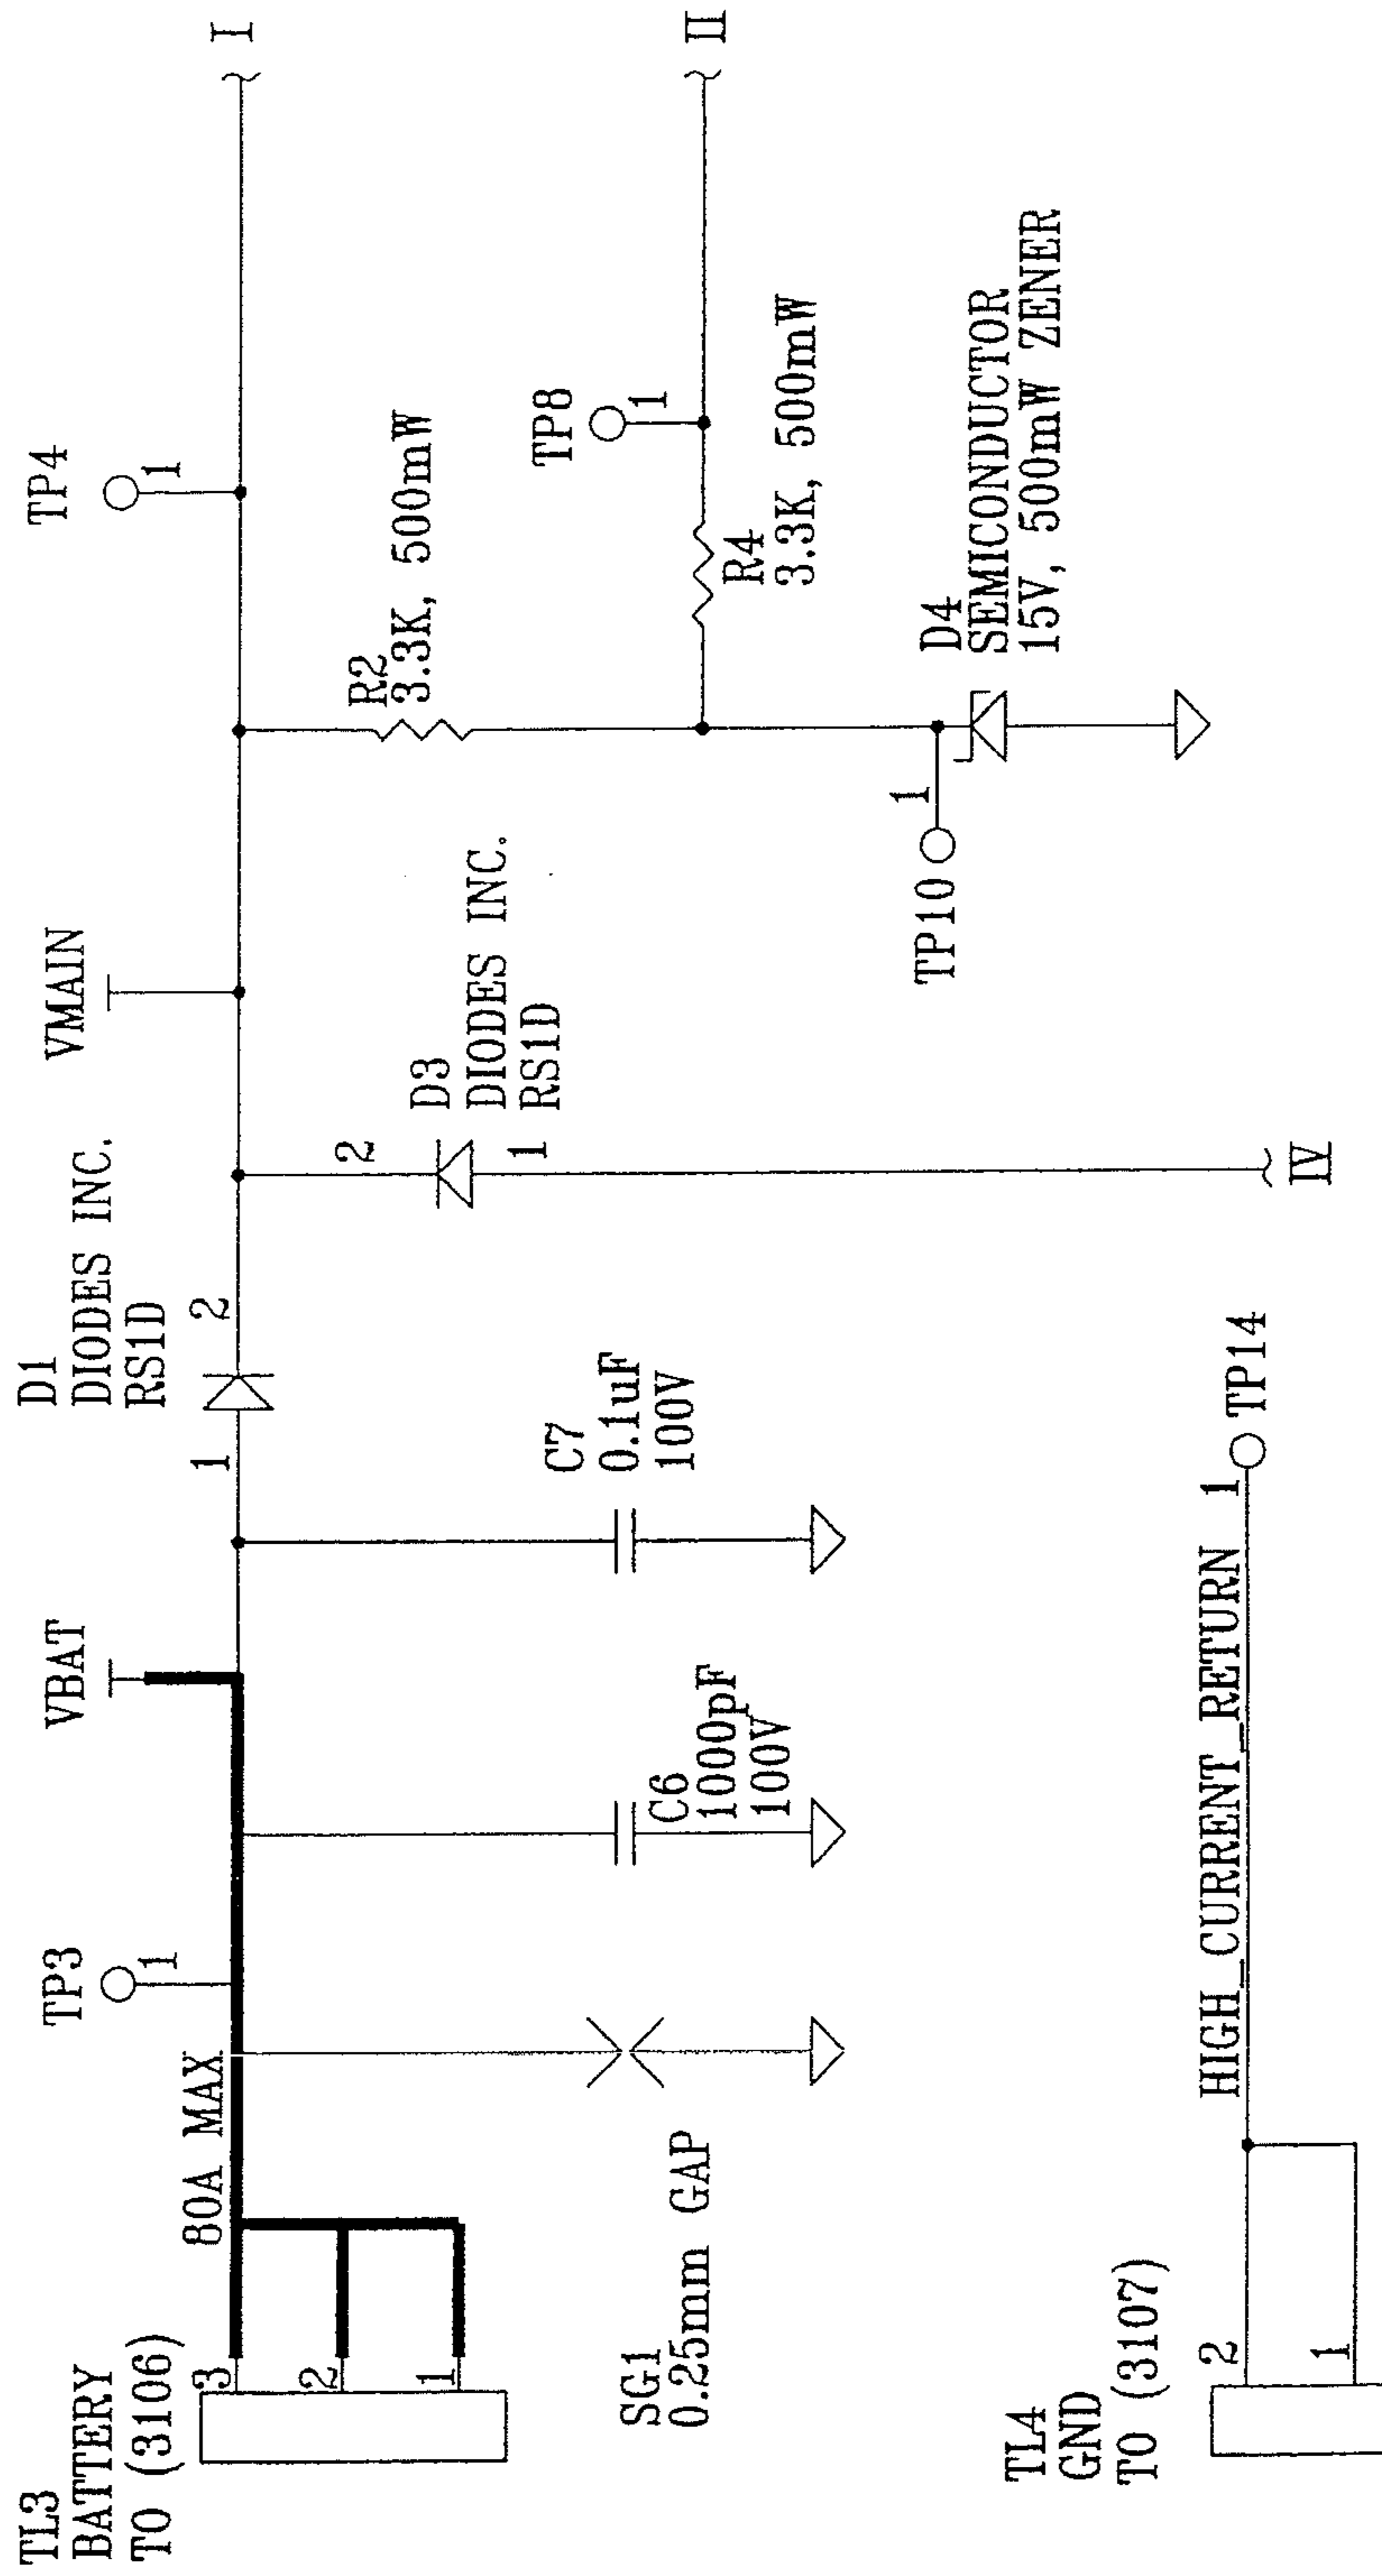 TL3
BATTERY
TO (3106)
3
2
1
80A MAX
TP3
1
VBAT
SG1
0.25mm GAP
C6
1000pF
100V
C7
0.1uF
100V
D1
DIODES INC.
RS1D
1
2
D3
DIODES INC.
RS1D
2
1
IV
VMAIN
TP4
1
I
R2
3.3K, 500mW
TP8
1
II
R4
3.3K, 500mW
TP10
1
D4
SEMICONDUCTOR
15V, 500mW ZENER
TL4
GND
TO (3107)
2
1
HIGH_CURRENT_RETURN
1
TP14